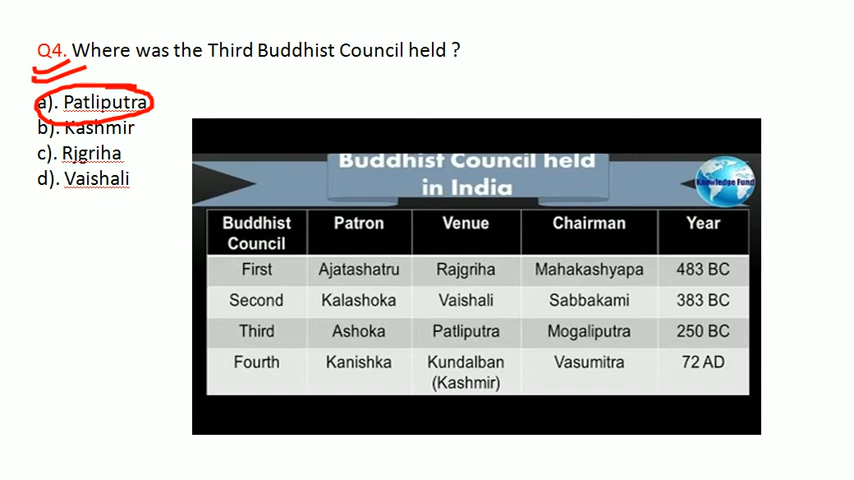 Q4. Where was the Third Buddhist Council held ?
a). Patliputra
b). Kashmir
c). Rjgriha
d). Vaishali
Buddhist Council held
in India
Knowledge Fund
Buddhist Council Patron Venue Chairman Year
First Ajatashatru Rajgriha Mahakashyapa 483 BC
Second Kalashoka Vaishali Sabbakami 383 BC
Third Ashoka Patliputra Mogaliputra 250 BC
Fourth Kanishka Kundalban (Kashmir) Vasumitra 72 AD